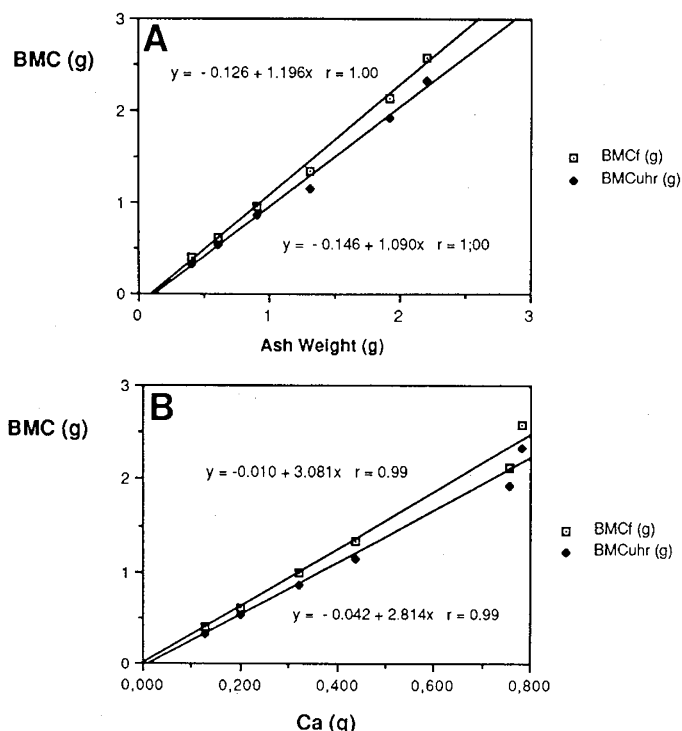 A
BMC (g)
3
2
1
0
y = - 0.126 + 1.196x r = 1.00
y = - 0.146 + 1.090x r = 1;00
0 1 2 3
Ash Weight (g)
BMCf (g)
BMCuhr (g)
B
BMC (g)
3
2
1
0
y = -0.010 + 3.081x r = 0.99
y = - 0.042 + 2.814x r = 0.99
0,000 0,200 0,400 0,600 0,800
Ca (g)
BMCf (g)
BMCuhr (g)